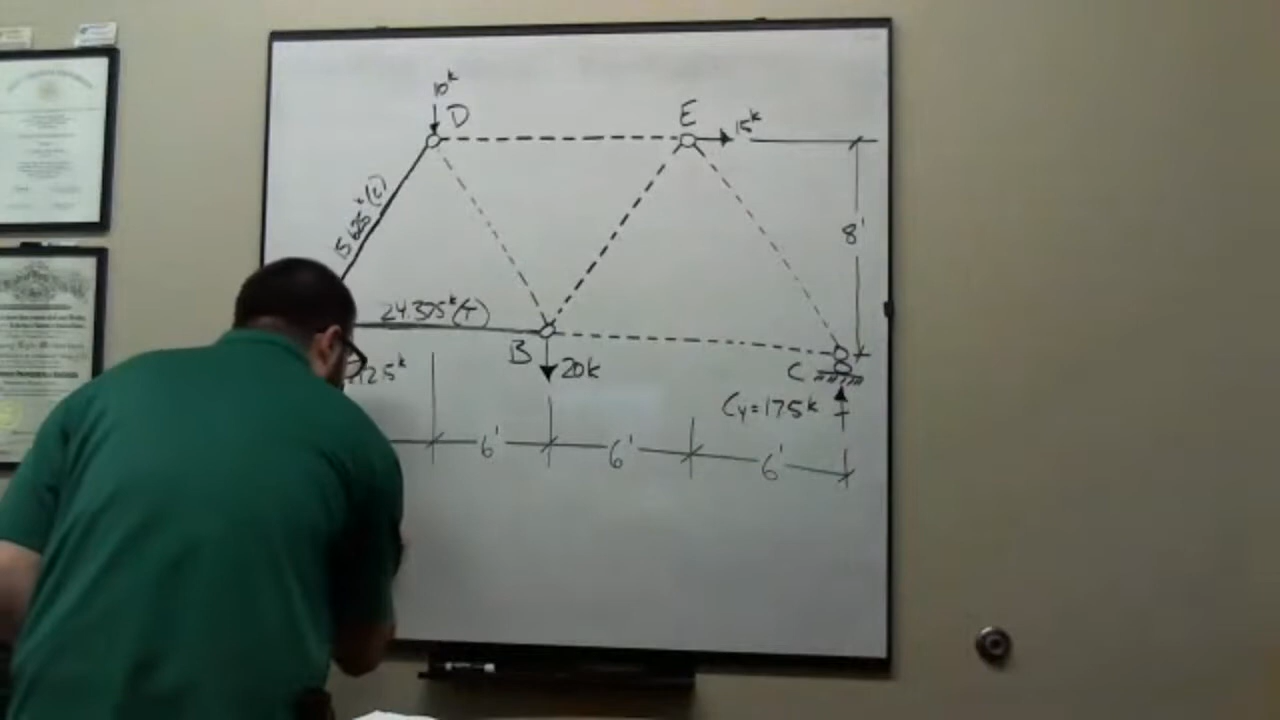 10k
D
E
15k
15.625k(C)
8'
24.375k(T)
B
20k
C
12.5k
Cy=17.5k
6'
6'
6'